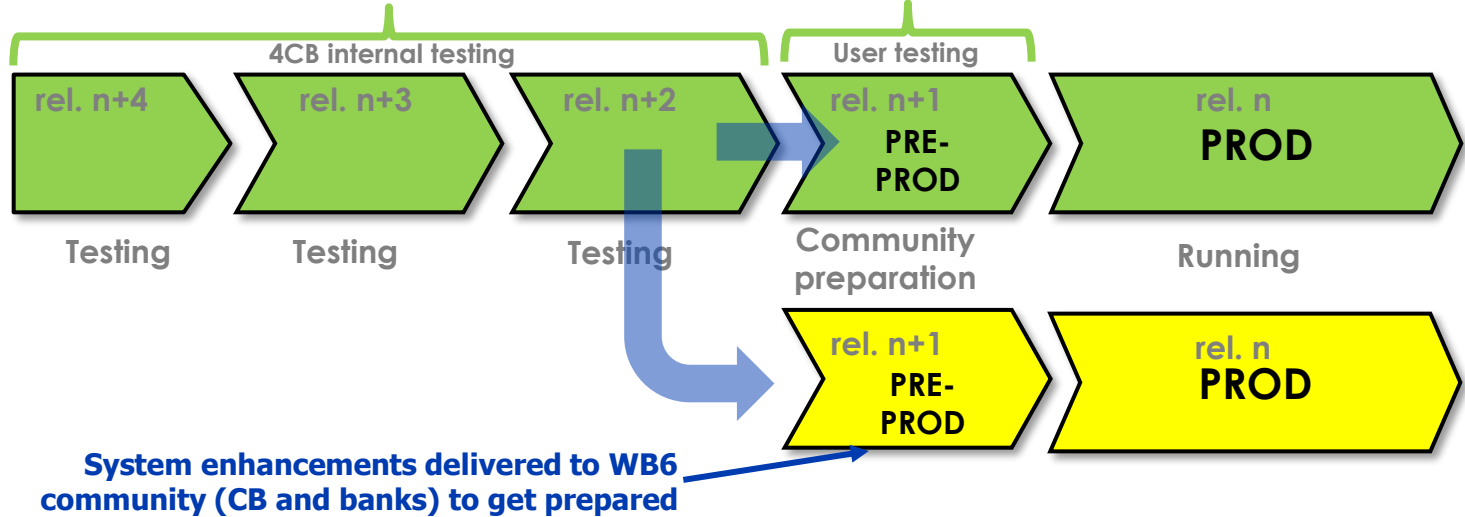 4CB internal testing
User testing
rel. n+4
rel. n+3
rel. n+2
rel. n+1
PRE-
PROD
rel. n
PROD
Testing
Testing
Testing
Community
preparation
Running
rel. n+1
PRE-
PROD
rel. n
PROD
System enhancements delivered to WB6
community (CB and banks) to get prepared